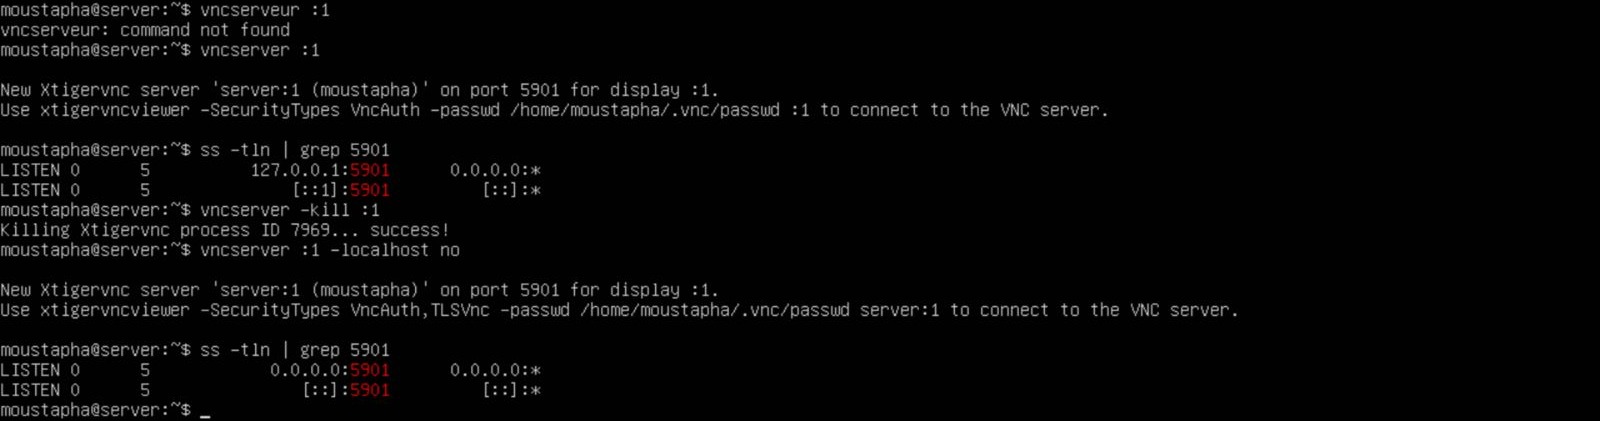 moustapha@server:~$ vncserveur :1
vncserveur: command not found
moustapha@server:~$ vncserver :1
New Xtigervnc server 'server:1 (moustapha)' on port 5901 for display :1.
Use xtigervncviewer -SecurityTypes VncAuth -passwd /home/moustapha/.vnc/passwd :1 to connect to the VNC server.
moustapha@server:~$ ss -tln | grep 5901
LISTEN 0      5          127.0.0.1:5901      0.0.0.0:*
LISTEN 0      5              [::1]:5901         [::]:*
moustapha@server:~$ vncserver -kill :1
Killing Xtigervnc process ID 7969... success!
moustapha@server:~$ vncserver :1 -localhost no
New Xtigervnc server 'server:1 (moustapha)' on port 5901 for display :1.
Use xtigervncviewer -SecurityTypes VncAuth,TLSVnc -passwd /home/moustapha/.vnc/passwd server:1 to connect to the VNC server.
moustapha@server:~$ ss -tln | grep 5901
LISTEN 0      5            0.0.0.0:5901      0.0.0.0:*
LISTEN 0      5               [::]:5901         [::]:*
moustapha@server:~$ _